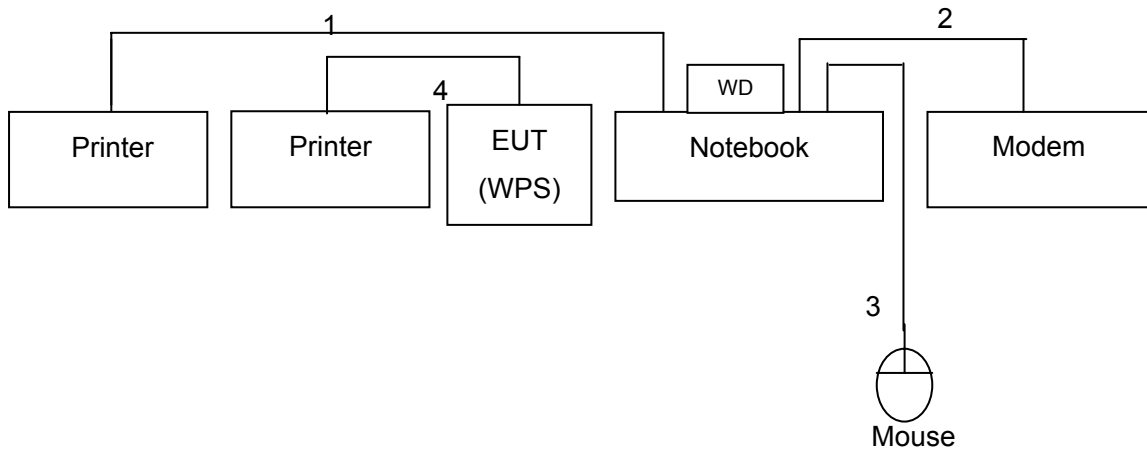 1
2
WD
4
Printer
Printer
EUT
(WPS)
Notebook
Modem
3
Mouse